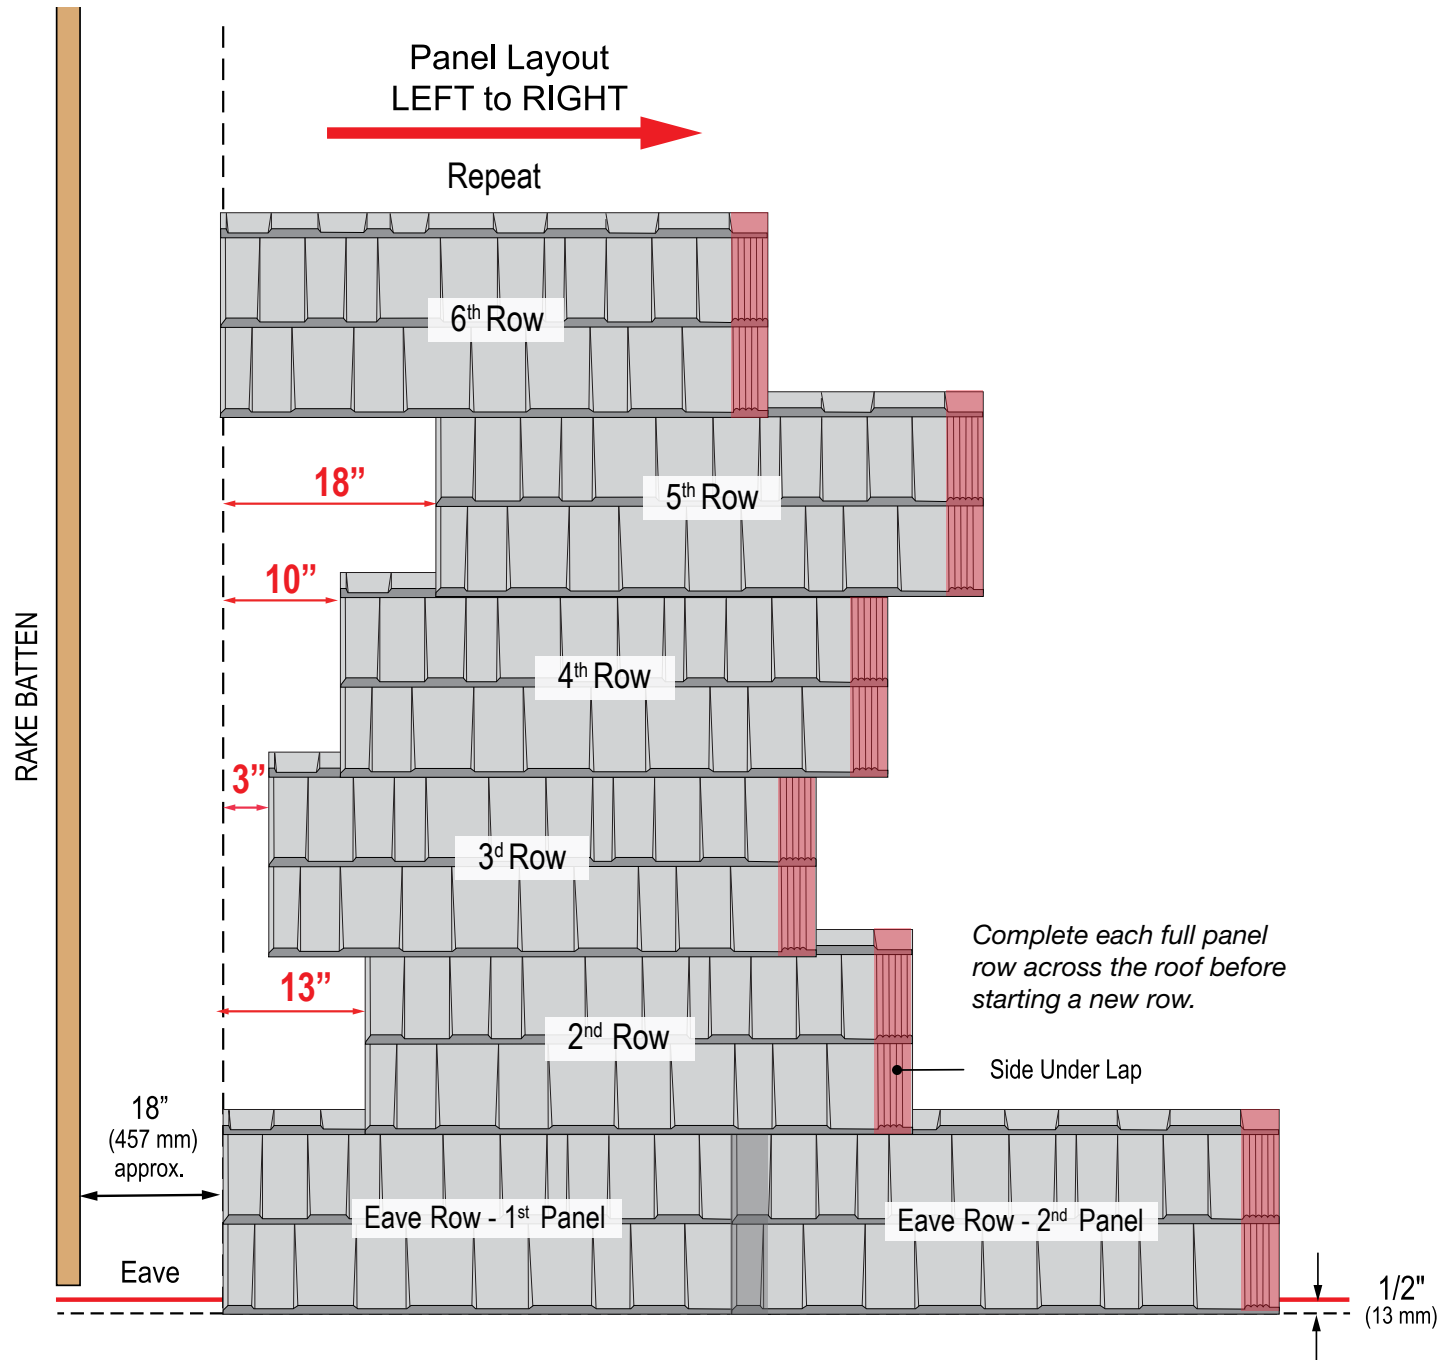 Panel Layout
LEFT to RIGHT
Repeat
6th Row
18”
5th Row
10”
4th Row
RAKE BATTEN
3”
3d Row
Complete each full panel
row across the roof before
starting a new row.
13”
2nd Row
Side Under Lap
18”
(457 mm)
approx.
Eave Row - 1st Panel
Eave Row - 2nd Panel
Eave
1/2"
(13 mm)